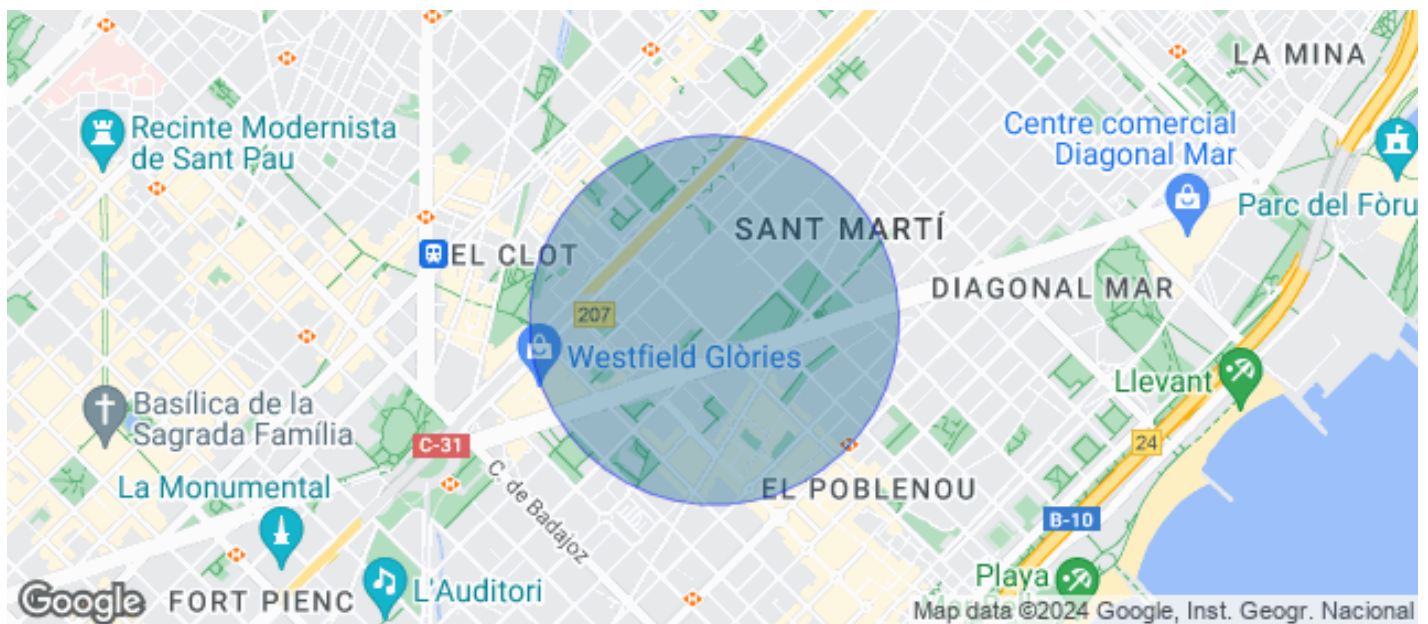 LA MINA
Recinte Modernista
de Sant Pau
Centre comercial
Diagonal Mar
Parc del Fòru
SANT MARTÍ
EL CLOT
DIAGONAL MAR
207
Westfield Glòries
Llevant
Basílica de la
Sagrada Família
C-31
24
La Monumental
C. de Badajoz
EL POBLENOU
B-10
Playa
L'Auditori
FORT PIENC
Google
Map data ©2024 Google, Inst. Geogr. Nacional